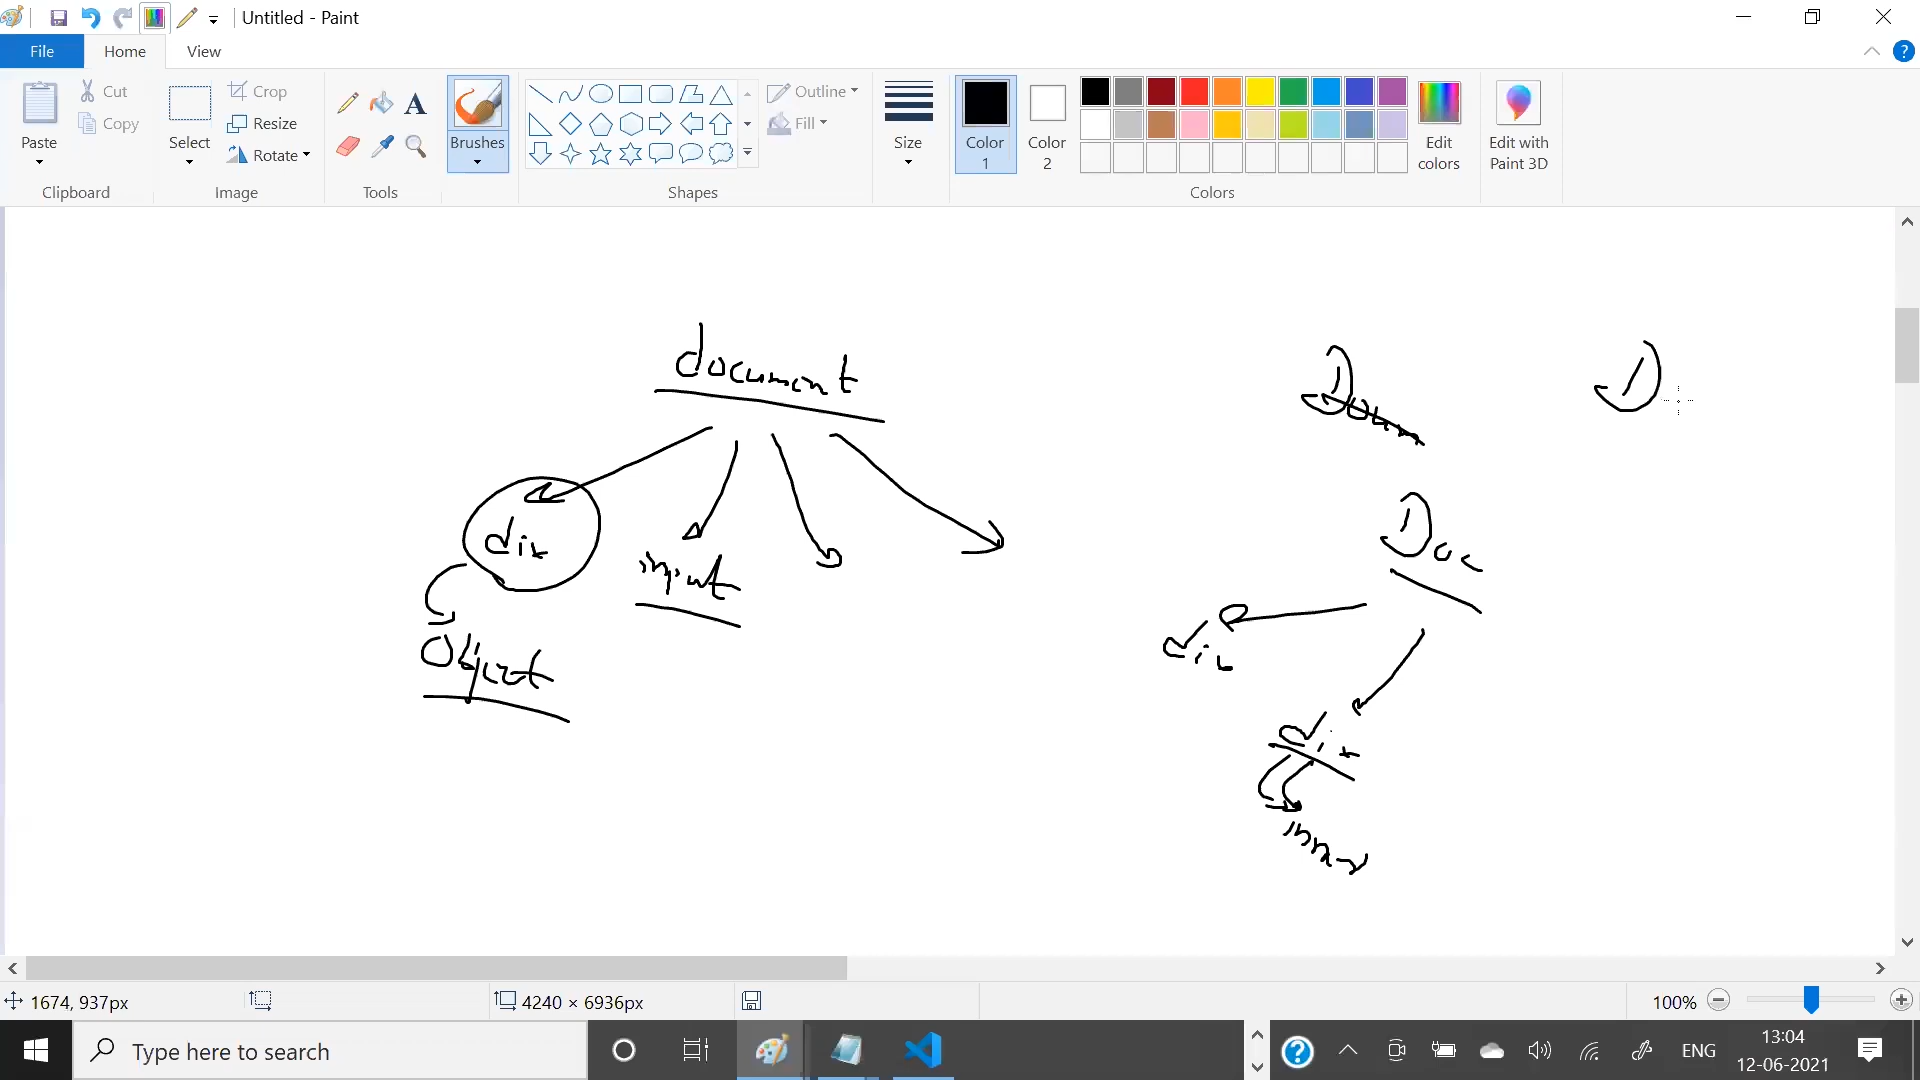 Untitled - Paint
File Home View
Paste Cut Copy Clipboard
Select Crop Resize Rotate Image
Tools
Brushes
Shapes
Outline Fill
Size
Color 1 Color 2
Edit colors
Colors
Edit with Paint 3D
document
div
input
Object
Doc
div
div
D
1674, 937px
4240 × 6936px
100%
Type here to search
ENG
13:04
12-06-2021